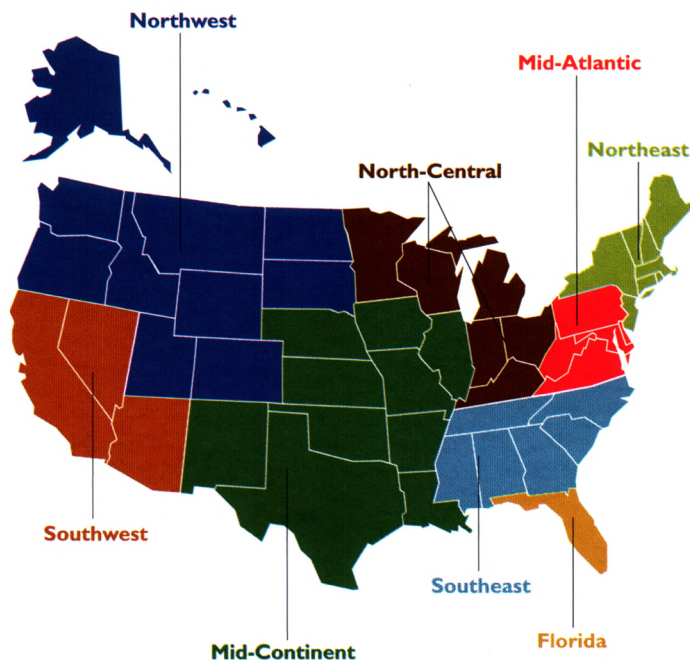 Northwest
Mid-Atlantic
Northeast
North-Central
Southwest
Southeast
Florida
Mid-Continent